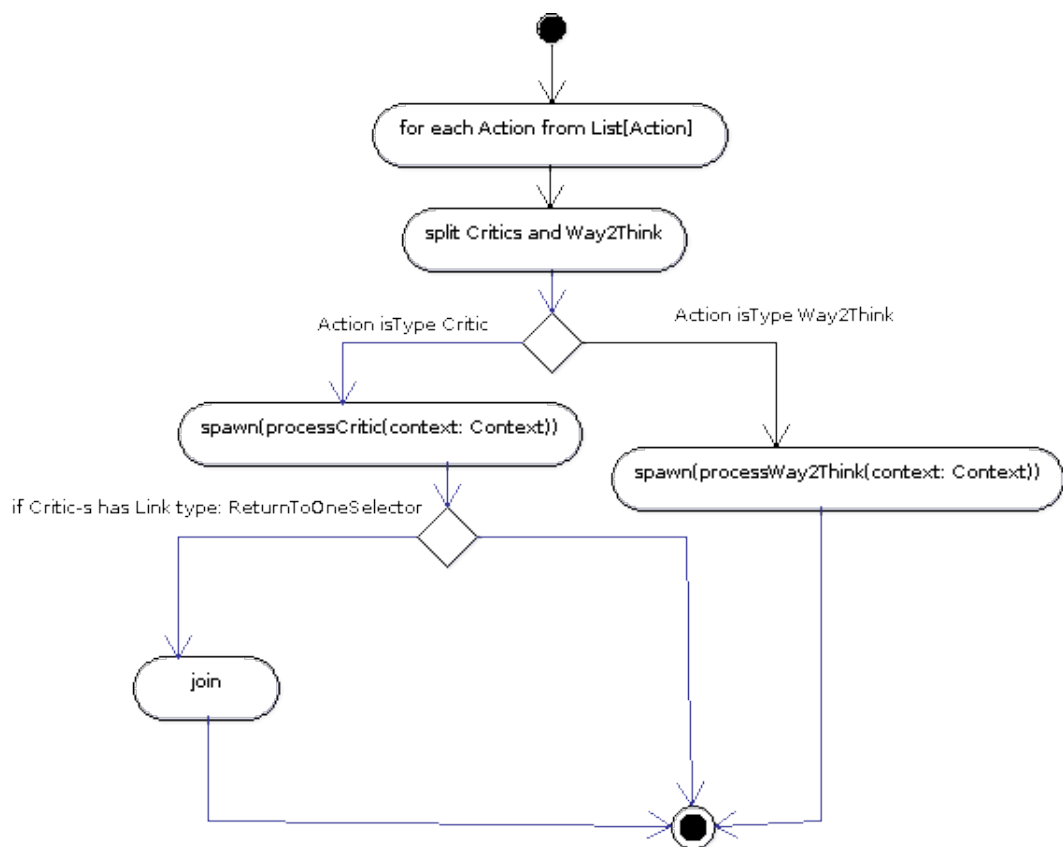 for each Action from List[Action]
split Critics and Way2Think
Action isType Critic
Action isType Way2Think
spawn(processCritic(context: Context))
spawn(processWay2Think(context: Context))
if Critic-s has Link type: ReturnToOneSelector
join